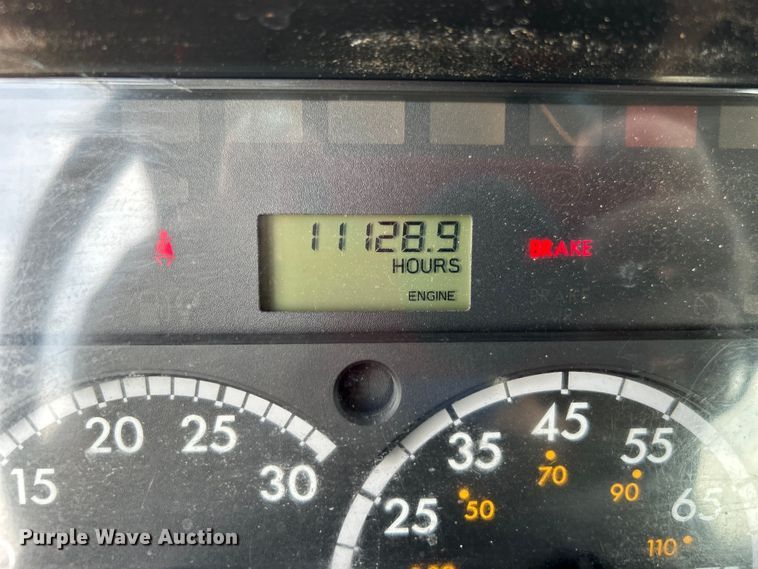 11128.9
HOURS
BRAKE
ENGINE
15 20 25 30
25 35 45 55 65
50 70 90 110
Purple Wave Auction